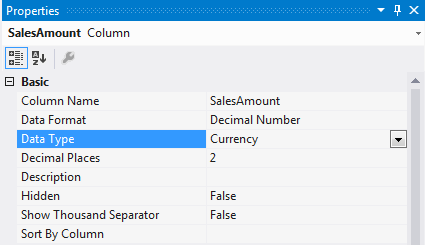 Properties
SalesAmount Column
Basic
Column Name SalesAmount
Data Format Decimal Number
Data Type Currency
Decimal Places 2
Description
Hidden False
Show Thousand Separator False
Sort By Column